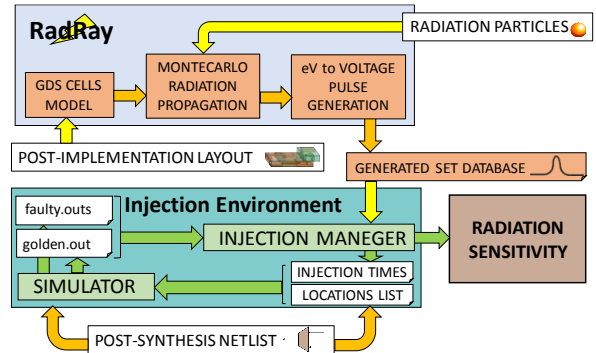 RadRay
RADIATION PARTICLES
GDS CELLS
MODEL
MONTECARLO
RADIATION
PROPAGATION
eV to VOLTAGE
PULSE
GENERATION
POST-IMPLEMENTATION LAYOUT
GENERATED SET DATABASE
Injection Environment
faulty.outs
golden.out
INJECTION MANEGER
RADIATION
SENSITIVITY
SIMULATOR
INJECTION TIMES
LOCATIONS LIST
POST-SYNTHESIS NETLIST